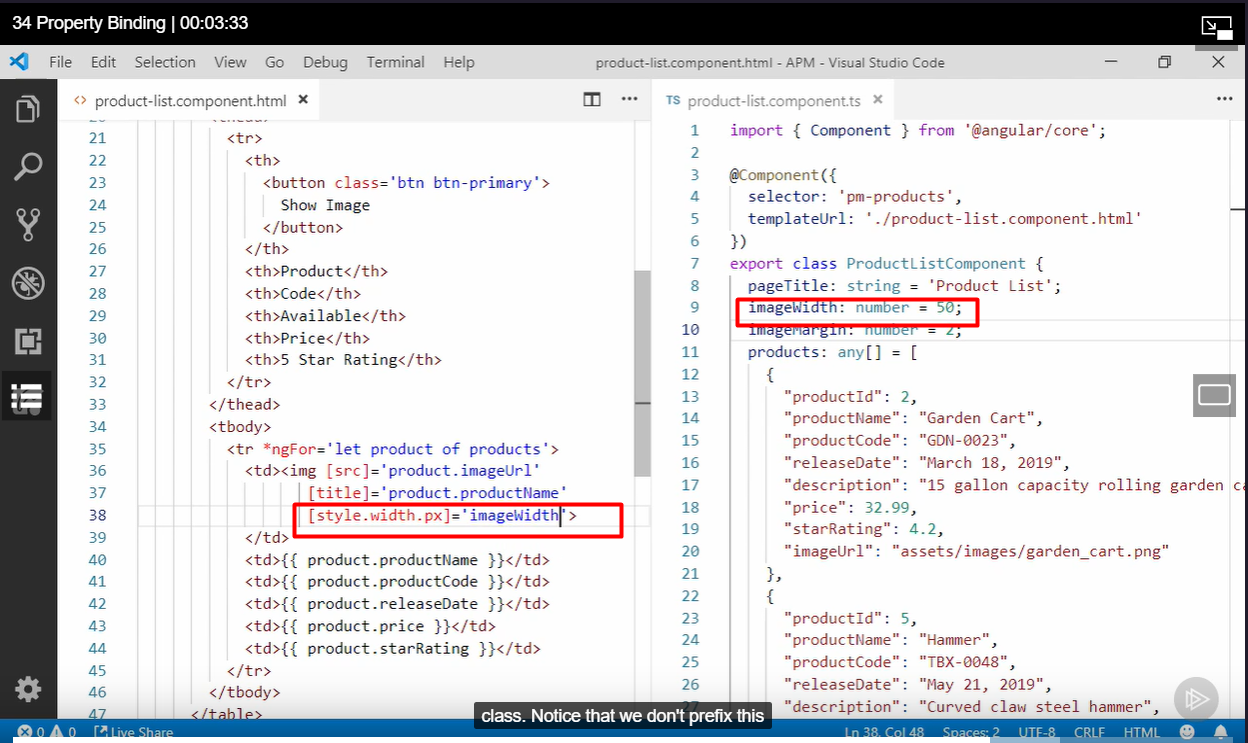 34 Property Binding | 00:03:33
File Edit Selection View Go Debug Terminal Help product-list.component.html - APM - Visual Studio Code
<> product-list.component.html
20 <thead>
21 <tr>
22 <th>
23 <button class='btn btn-primary'>
24 Show Image
25 </button>
26 </th>
27 <th>Product</th>
28 <th>Code</th>
29 <th>Available</th>
30 <th>Price</th>
31 <th>5 Star Rating</th>
32 </tr>
33 </thead>
34 <tbody>
35 <tr *ngFor='let product of products'>
36 <td><img [src]='product.imageUrl'
37 [title]='product.productName'
38 [style.width.px]='imageWidth'>
39 </td>
40 <td>{{ product.productName }}</td>
41 <td>{{ product.productCode }}</td>
42 <td>{{ product.releaseDate }}</td>
43 <td>{{ product.price }}</td>
44 <td>{{ product.starRating }}</td>
45 </tr>
46 </tbody>
47 </table>
TS product-list.component.ts
1 import { Component } from '@angular/core';
2
3 @Component({
4 selector: 'pm-products',
5 templateUrl: './product-list.component.html'
6 })
7 export class ProductListComponent {
8 pageTitle: string = 'Product List';
9 imageWidth: number = 50;
10 imageMargin: number = 2;
11 products: any[] = [
12 {
13 "productId": 2,
14 "productName": "Garden Cart",
15 "productCode": "GDN-0023",
16 "releaseDate": "March 18, 2019",
17 "description": "15 gallon capacity rolling garden ca
18 "price": 32.99,
19 "starRating": 4.2,
20 "imageUrl": "assets/images/garden_cart.png"
21 },
22 {
23 "productId": 5,
24 "productName": "Hammer",
25 "productCode": "TBX-0048",
26 "releaseDate": "May 21, 2019",
27 "description": "Curved claw steel hammer",
class. Notice that we don't prefix this
0 0 Live Share Ln 38, Col 48 Spaces: 2 UTF-8 CRLF HTML